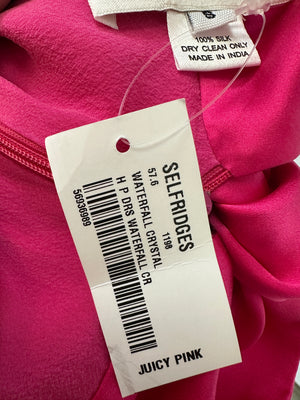 S
100% SILK
DRY CLEAN ONLY
MADE IN INDIA
SELFRIDGES
1198
57.6
WATERFALL CRYSTAL
H P DRS WATERFALL CR
56936989
JUICY PINK